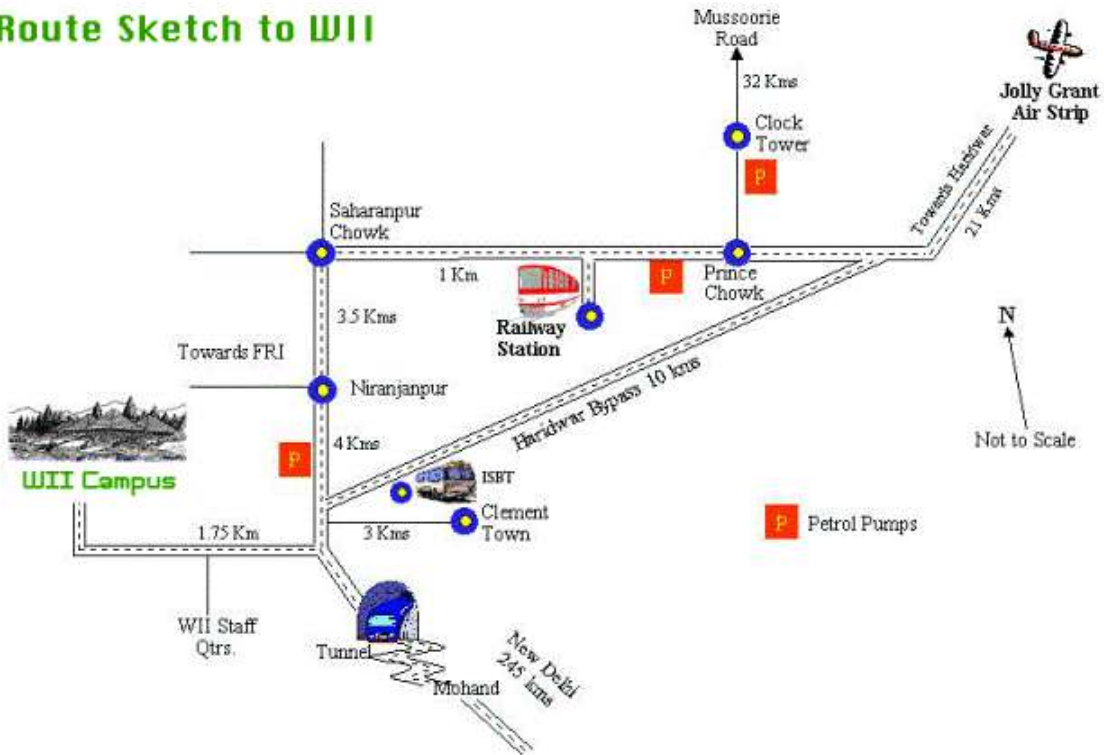 Route Sketch to WII
Mussoorie
Road
32 Kms
Jolly Grant
Air Strip
Clock
Tower
P
Towards Haridwar
21 Kms
Saharanpur
Chowk
1 Km
P
Prince
Chowk
Railway
Station
3.5 Kms
N
Towards FRI
Niranjanpur
Haridwar Bypass 10 kms
Not to Scale
4 Kms
P
ISBT
WII Campus
1.75 Km
3 Kms
Clement
Town
P
Petrol Pumps
WII Staff
Qtrs.
Tunnel
New Delhi
245 kms
Mohand